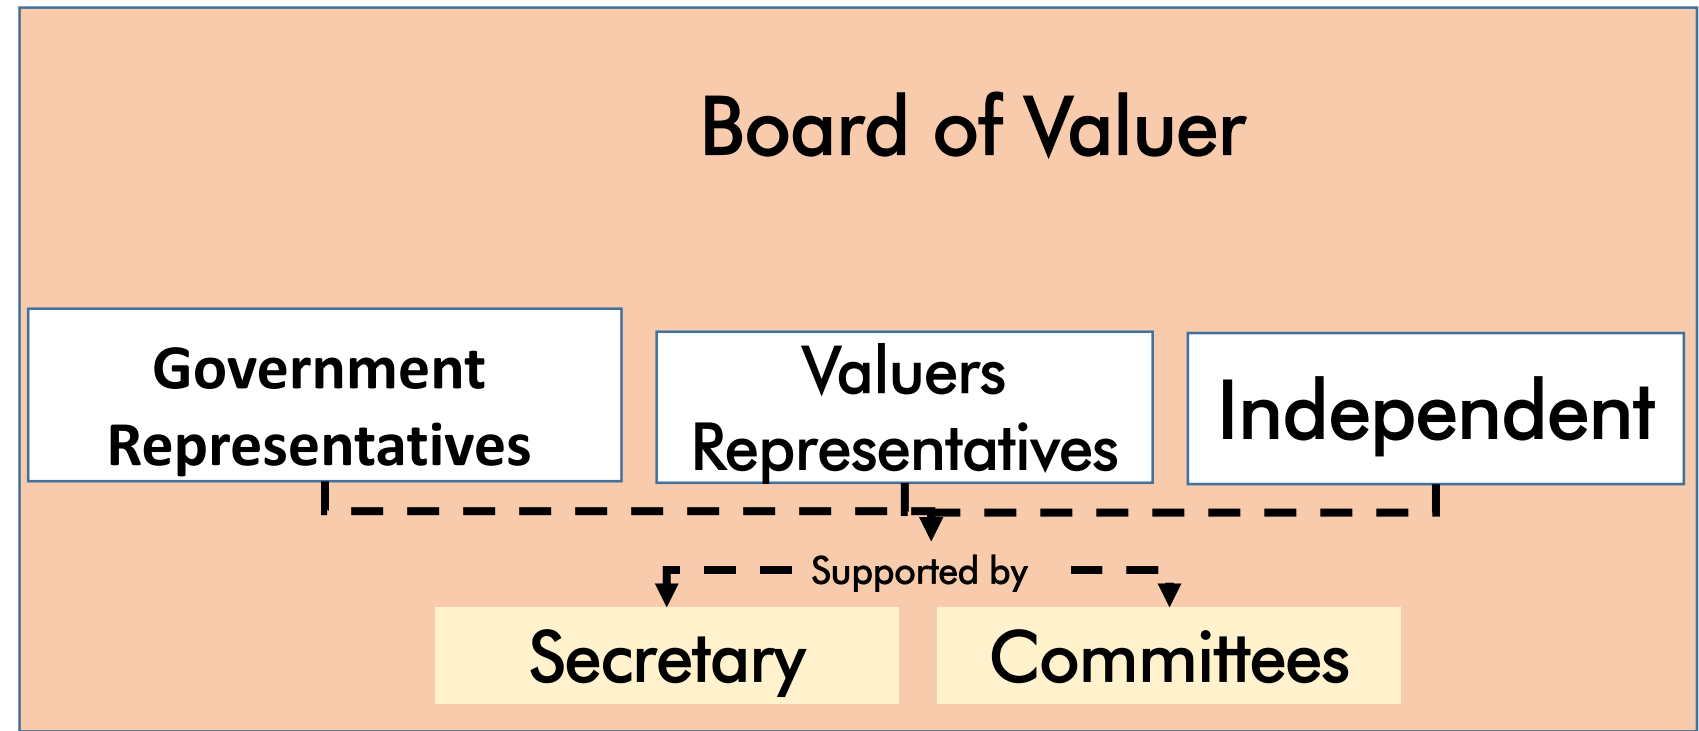 Board of Valuer
Government
Representatives
Valuers
Representatives
Independent
Supported by
Secretary
Committees